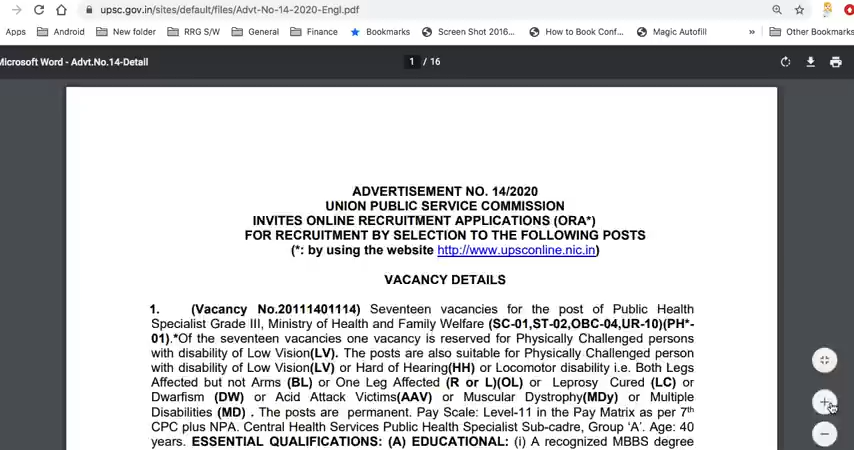 upsc.gov.in/sites/default/files/Advt-No-14-2020-Engl.pdf
Apps Android New folder RRG S/W General Finance Bookmarks Screen Shot 2016... How to Book Conf... Magic Autofill » Other Bookmarks
Microsoft Word - Advt.No.14-Detail 1 / 16
ADVERTISEMENT NO. 14/2020
UNION PUBLIC SERVICE COMMISSION
INVITES ONLINE RECRUITMENT APPLICATIONS (ORA*)
FOR RECRUITMENT BY SELECTION TO THE FOLLOWING POSTS
(*: by using the website http://www.upsconline.nic.in)
VACANCY DETAILS
1. (Vacancy No.20111401114) Seventeen vacancies for the post of Public Health
Specialist Grade III, Ministry of Health and Family Welfare (SC-01,ST-02,OBC-04,UR-10)(PH*-
01).*Of the seventeen vacancies one vacancy is reserved for Physically Challenged persons
with disability of Low Vision(LV). The posts are also suitable for Physically Challenged person
with disability of Low Vision(LV) or Hard of Hearing(HH) or Locomotor disability i.e. Both Legs
Affected but not Arms (BL) or One Leg Affected (R or L)(OL) or Leprosy Cured (LC) or
Dwarfism (DW) or Acid Attack Victims(AAV) or Muscular Dystrophy(MDy) or Multiple
Disabilities (MD) . The posts are permanent. Pay Scale: Level-11 in the Pay Matrix as per 7th
CPC plus NPA. Central Health Services Public Health Specialist Sub-cadre, Group ‘A’. Age: 40
years. ESSENTIAL QUALIFICATIONS: (A) EDUCATIONAL: (i) A recognized MBBS degree